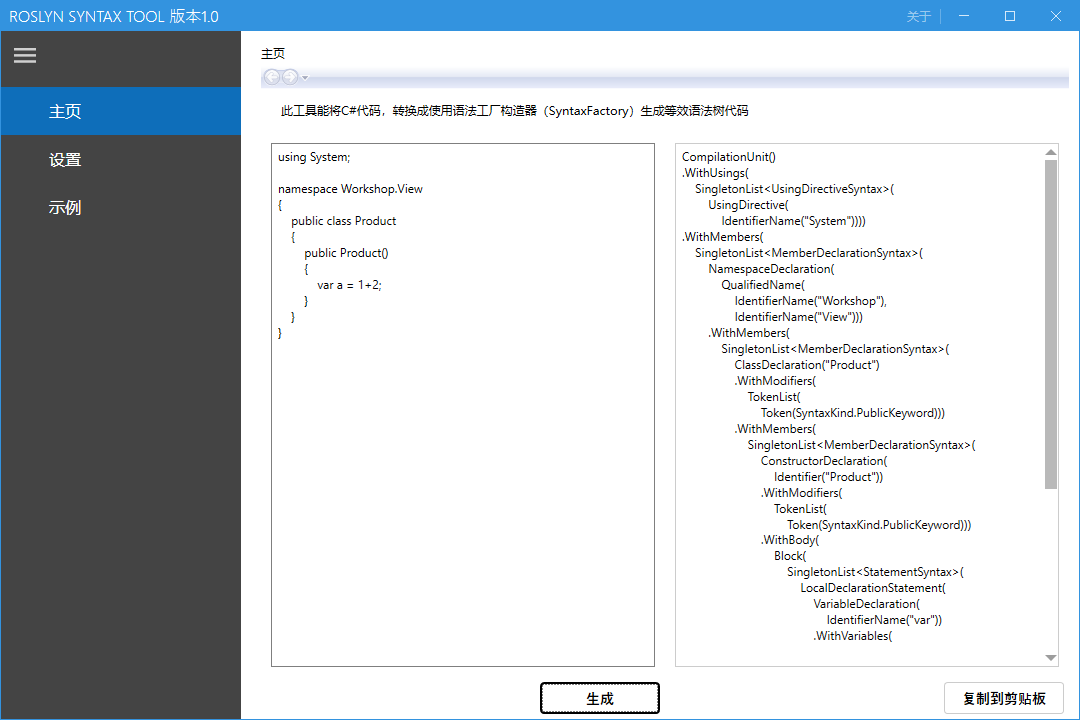 ROSLYN SYNTAX TOOL 版本1.0
关于
主页
设置
示例
主页
此工具能将C#代码，转换成使用语法工厂构造器（SyntaxFactory）生成等效语法树代码
using System;
namespace Workshop.View
{
    public class Product
    {
        public Product()
        {
            var a = 1+2;
        }
    }
}
CompilationUnit()
.WithUsings(
    SingletonList<UsingDirectiveSyntax>(
        UsingDirective(
            IdentifierName("System"))))
.WithMembers(
    SingletonList<MemberDeclarationSyntax>(
        NamespaceDeclaration(
            QualifiedName(
                IdentifierName("Workshop"),
                IdentifierName("View")))
        .WithMembers(
            SingletonList<MemberDeclarationSyntax>(
                ClassDeclaration("Product")
                .WithModifiers(
                    TokenList(
                        Token(SyntaxKind.PublicKeyword)))
                .WithMembers(
                    SingletonList<MemberDeclarationSyntax>(
                        ConstructorDeclaration(
                            Identifier("Product"))
                        .WithModifiers(
                            TokenList(
                                Token(SyntaxKind.PublicKeyword)))
                        .WithBody(
                            Block(
                                SingletonList<StatementSyntax>(
                                    LocalDeclarationStatement(
                                        VariableDeclaration(
                                            IdentifierName("var"))
                                        .WithVariables(
生成
复制到剪贴板